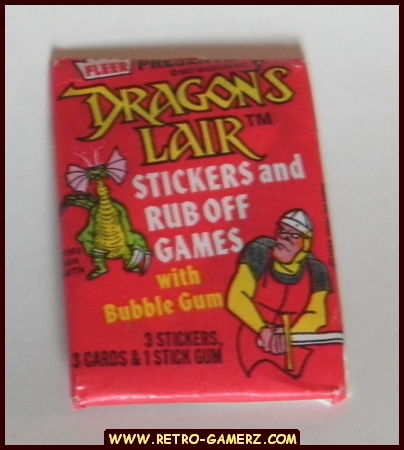 FLEER PRESENTS
DRAGON'S
LAIR™
STICKERS and
RUB OFF
GAMES
with
Bubble Gum
3 STICKERS,
3 CARDS & 1 STICK GUM
WWW.RETRO-GAMERZ.COM